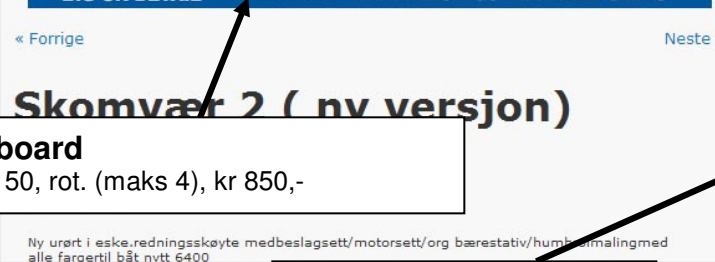 « Forrige
Neste
Skomvær 2 ( ny versjon)
board
50, rot. (maks 4), kr 850,-
Ny urørt i eske.redningsskøyte medbeslagsett/motorsett/org bærestativ/humbrolmalingmed
alle fargertil båt nytt 6400